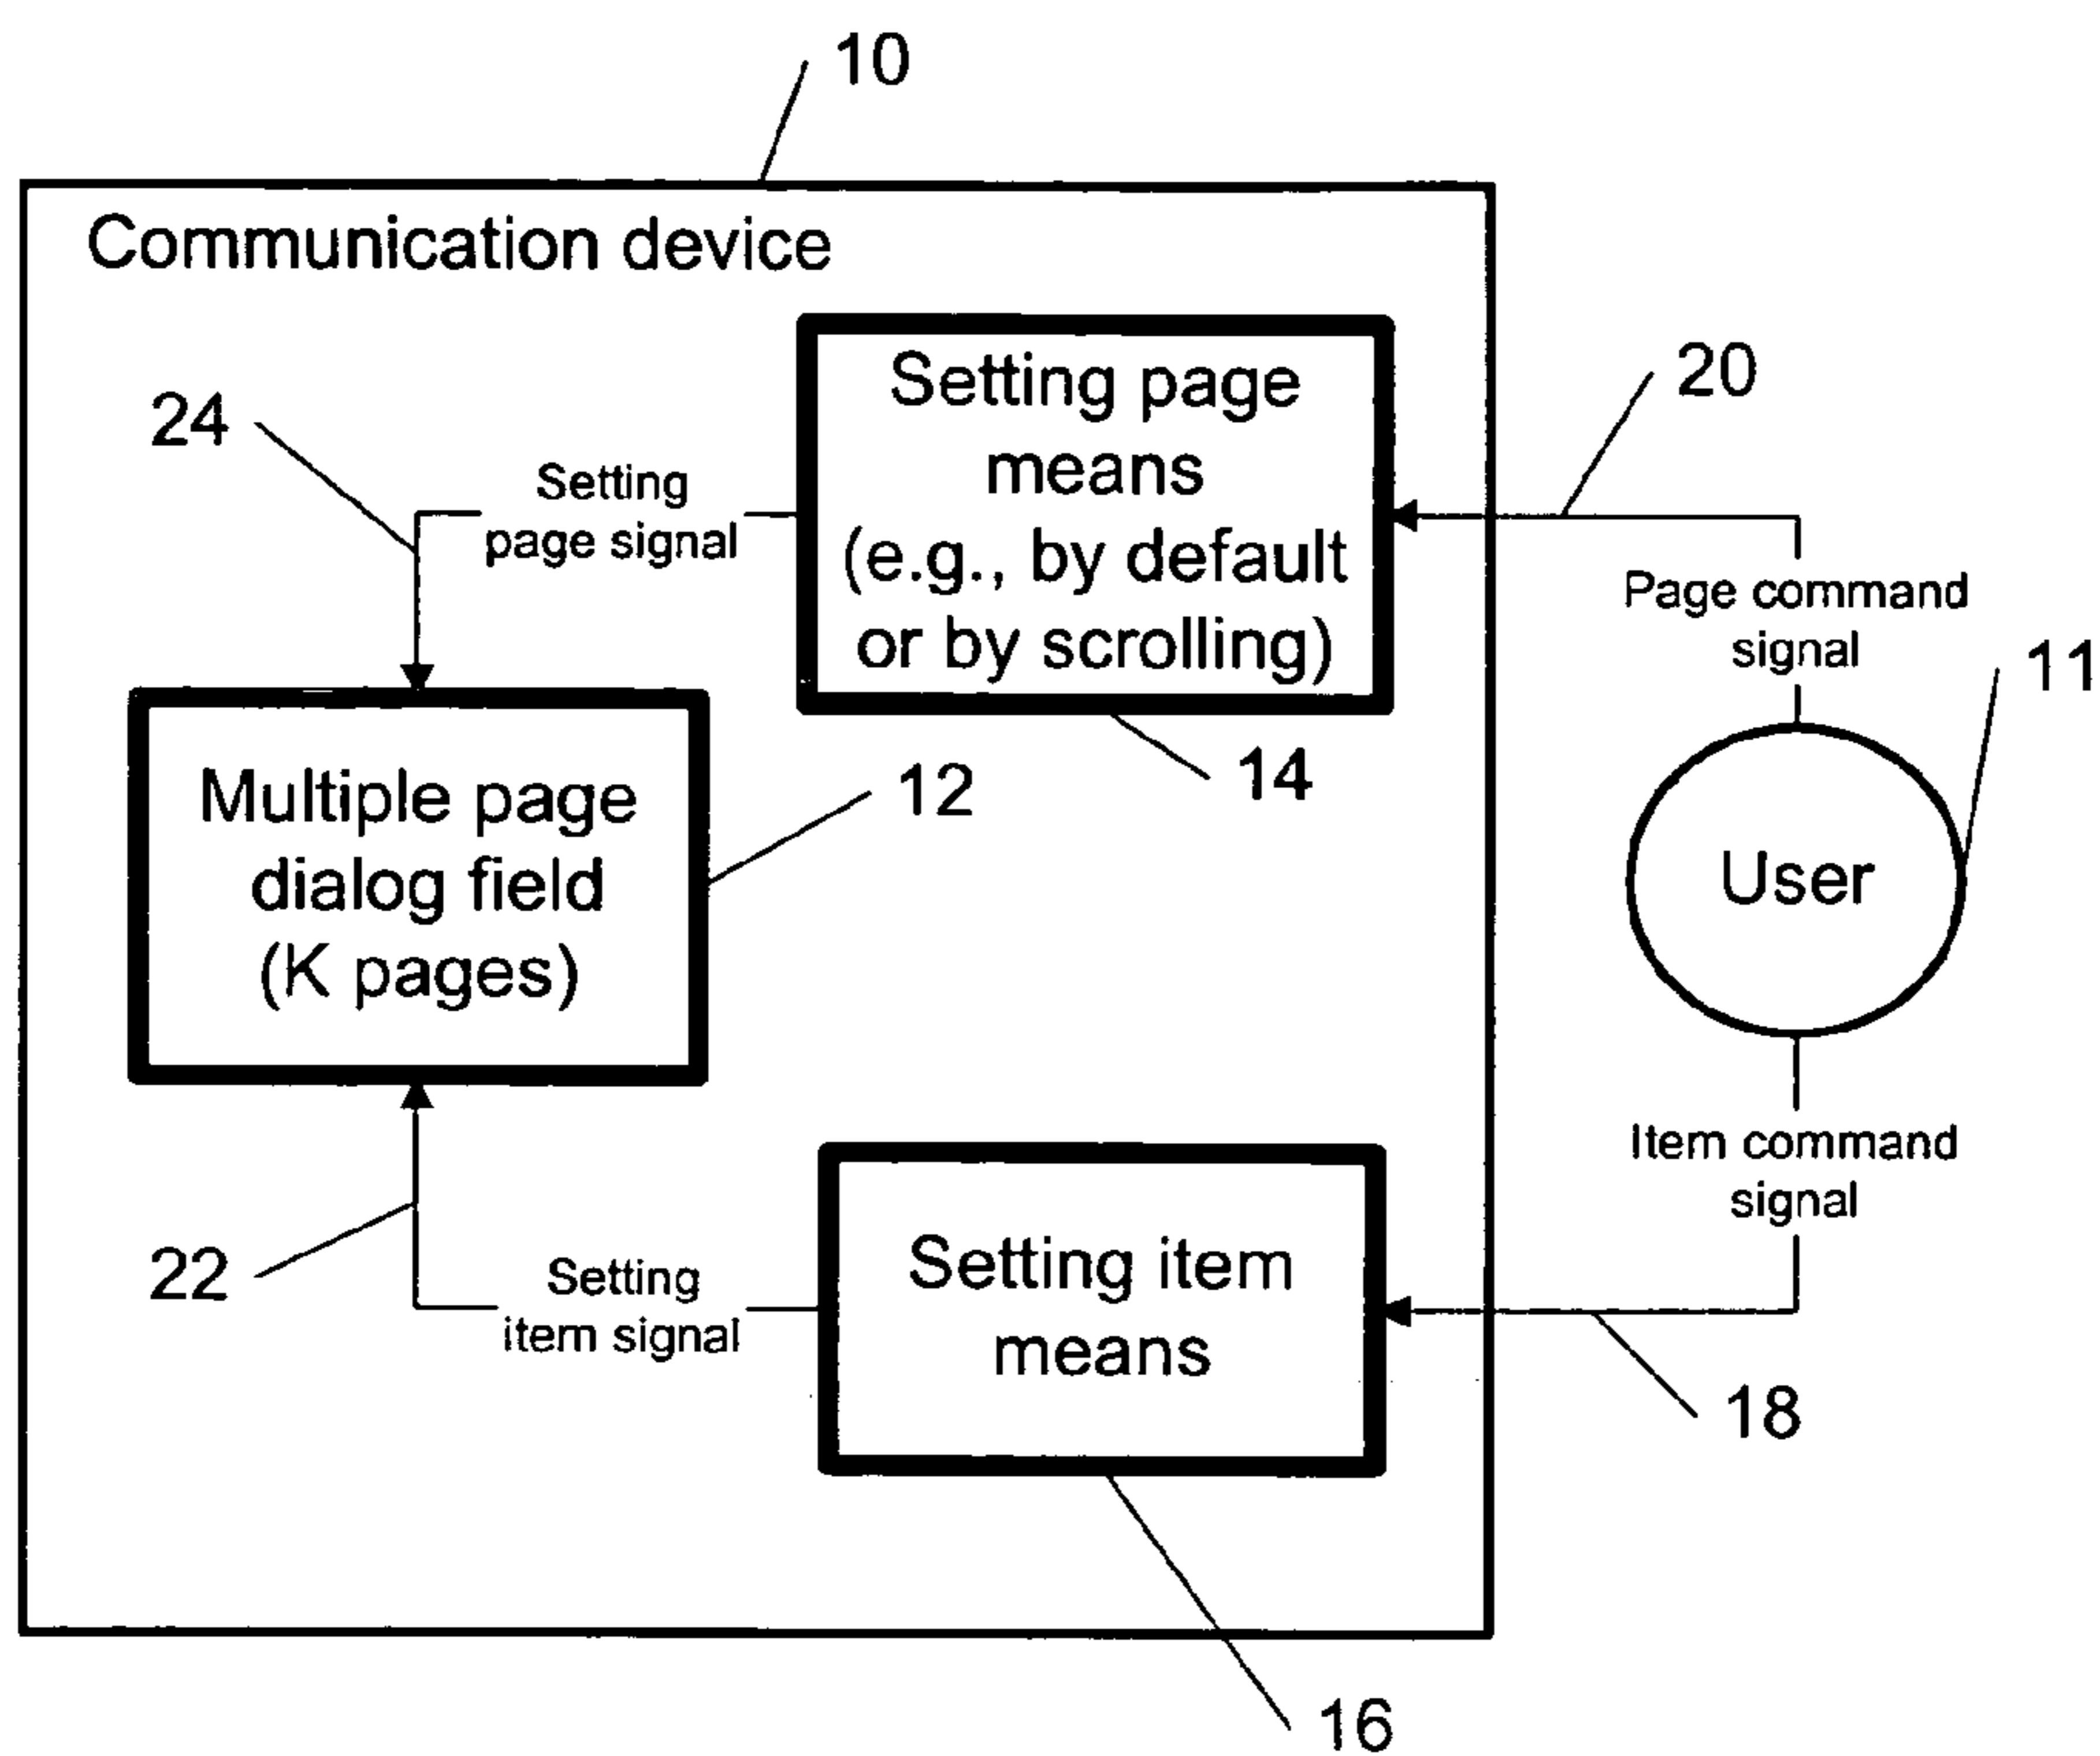 10
Communication device
Setting page
means
(e.g., by default
or by scrolling)
20
24
Setting
page signal
Page command
signal
11
Multiple page
dialog field
(K pages)
12
14
User
Item command
signal
22
Setting
item signal
Setting item
means
18
16